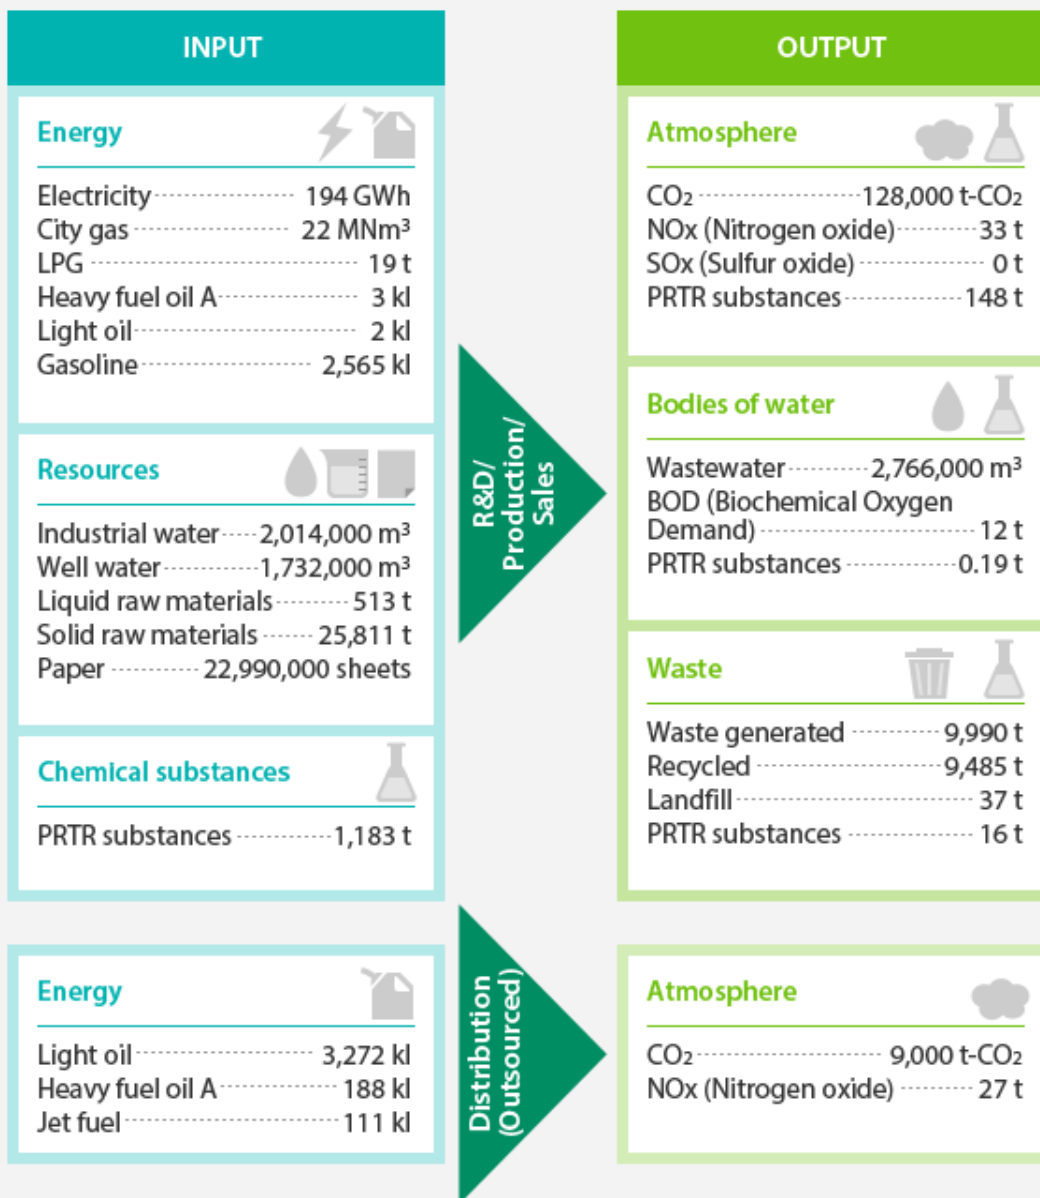 INPUT
Energy
Electricity 194 GWh
City gas 22 MNm³
LPG 19 t
Heavy fuel oil A 3 kl
Light oil 2 kl
Gasoline 2,565 kl
Resources
Industrial water 2,014,000 m³
Well water 1,732,000 m³
Liquid raw materials 513 t
Solid raw materials 25,811 t
Paper 22,990,000 sheets
Chemical substances
PRTR substances 1,183 t
R&D/
Production/
Sales
OUTPUT
Atmosphere
CO₂ 128,000 t-CO₂
NOx (Nitrogen oxide) 33 t
SOx (Sulfur oxide) 0 t
PRTR substances 148 t
Bodies of water
Wastewater 2,766,000 m³
BOD (Biochemical Oxygen
Demand) 12 t
PRTR substances 0.19 t
Waste
Waste generated 9,990 t
Recycled 9,485 t
Landfill 37 t
PRTR substances 16 t
Energy
Light oil 3,272 kl
Heavy fuel oil A 188 kl
Jet fuel 111 kl
Distribution
(Outsourced)
Atmosphere
CO₂ 9,000 t-CO₂
NOx (Nitrogen oxide) 27 t